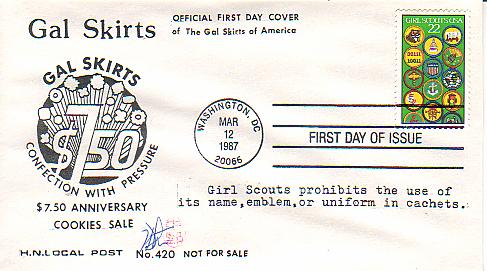 Gal Skirts
OFFICIAL FIRST DAY COVER
of The Gal Skirts of America
GIRL SCOUTS USA
22
GAL SKIRTS
$7.50
CONFECTION WITH PRESSURE
$7.50 ANNIVERSARY
COOKIES SALE
WASHINGTON, DC
MAR
12
1987
20066
FIRST DAY OF ISSUE
Girl Scouts prohibits the use of
its name,emblem,or uniform in cachets.
H.N.LOCAL POST No.420 NOT FOR SALE